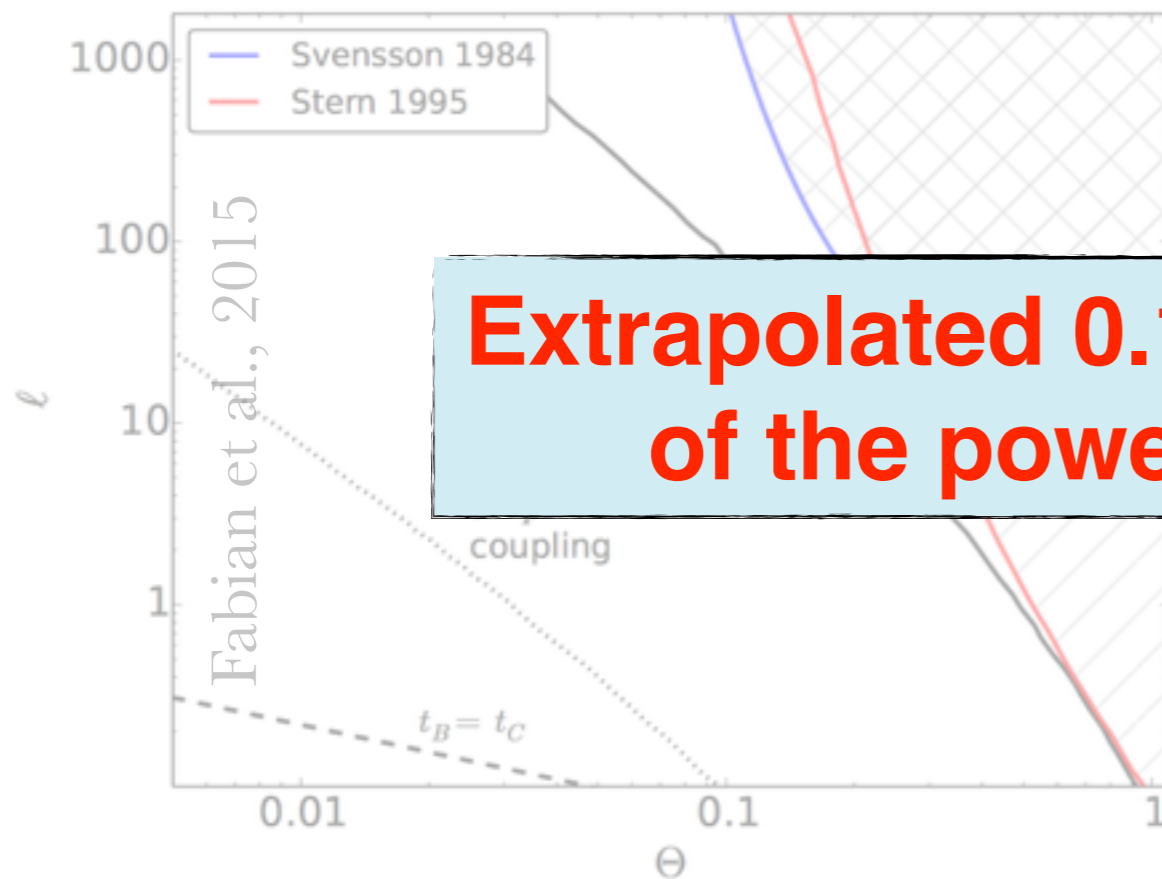 1000
100
10
1
ℓ
Svensson 1984
Stern 1995
Fabian et al., 2015
Extrapolated 0.
of the powe
coupling
t_B = t_C
0.01
0.1
1
Θ